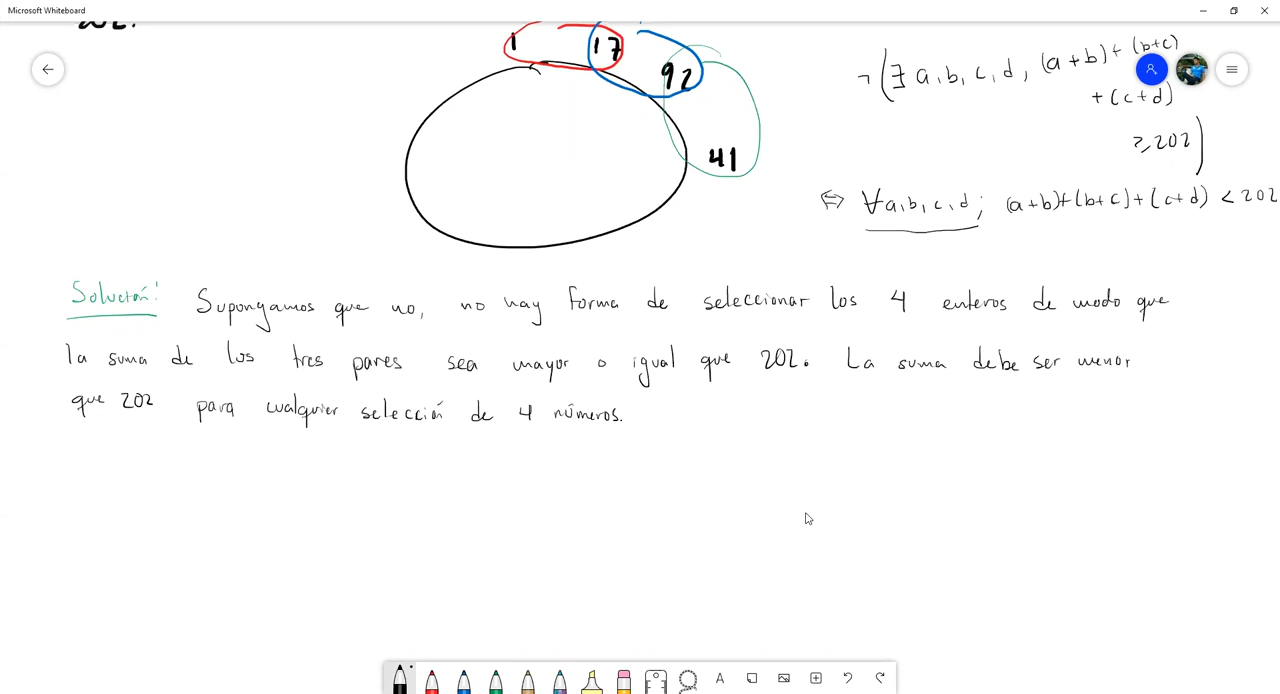 Microsoft Whiteboard
202.
1 17 92 41
¬(∃ a,b,c,d, (a+b)+(b+c)
+(c+d)
≥202)
⇔ ∀a,b,c,d; (a+b)+(b+c)+(c+d) < 202
Solución: Supongamos que no, no hay forma de seleccionar los 4 enteros de modo que
la suma de los tres pares sea mayor o igual que 202. La suma debe ser menor
que 202 para cualquier selección de 4 números.
A